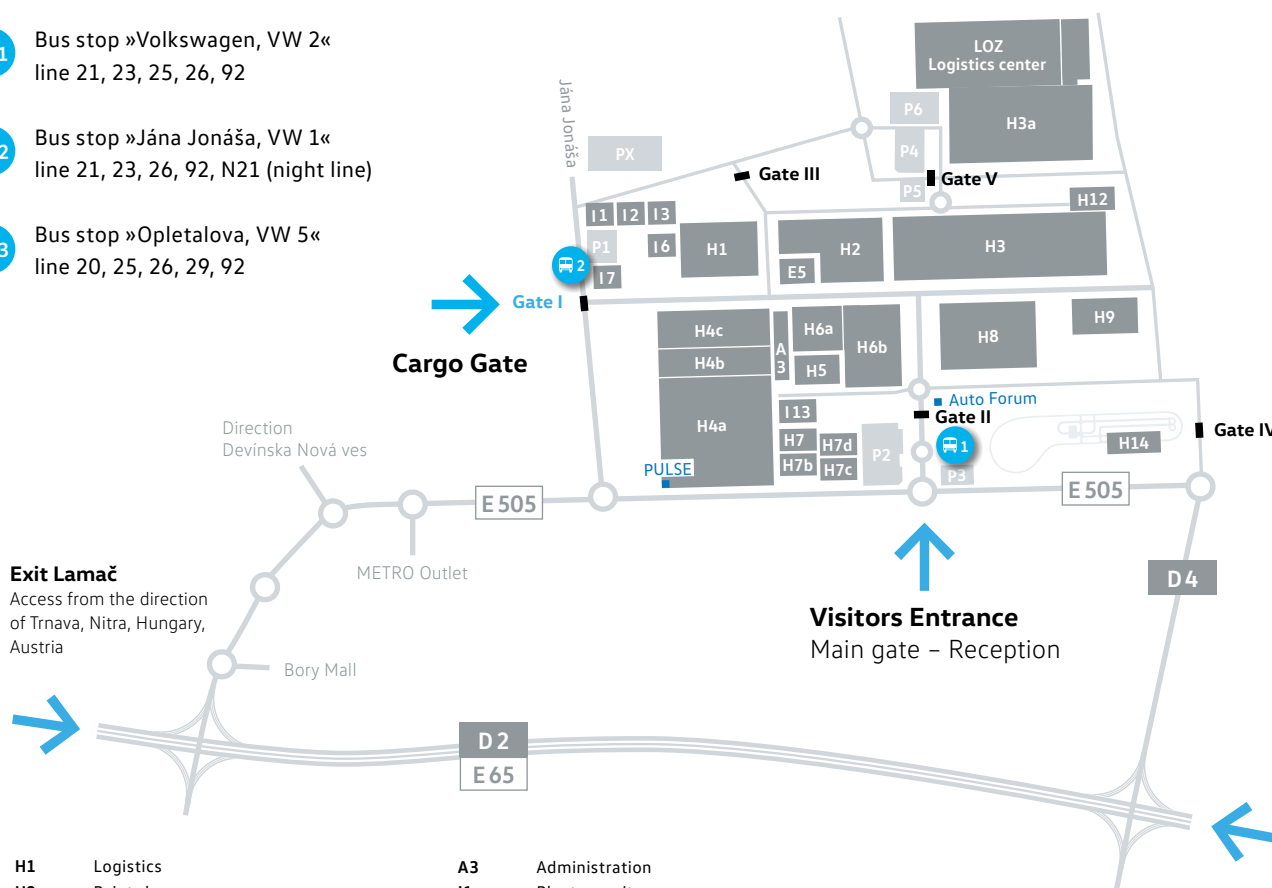 1
Bus stop »Volkswagen, VW 2«
line 21, 23, 25, 26, 92
2
Bus stop »Jána Jonáša, VW 1«
line 21, 23, 26, 92, N21 (night line)
3
Bus stop »Opletalova, VW 5«
line 20, 25, 26, 29, 92
Jána Jonáša
LOZ
Logistics center
P6
H3a
PX
P4
Gate III
Gate V
P5
H12
I1
I2
I3
P1
I6
H1
H2
H3
2
I7
E5
Gate I
Cargo Gate
H4c
A
3
H6a
H6b
H8
H9
H4b
H5
H4a
I13
Auto Forum
Gate II
H7
H7d
P2
1
H14
Gate IV
H7b
H7c
P3
PULSE
Direction
Devínska Nová ves
E 505
E 505
METRO Outlet
D 4
Exit Lamač
Access from the direction
of Trnava, Nitra, Hungary,
Austria
Visitors Entrance
Main gate – Reception
Bory Mall
D 2
E 65
H1 Logistics
A3 Administration